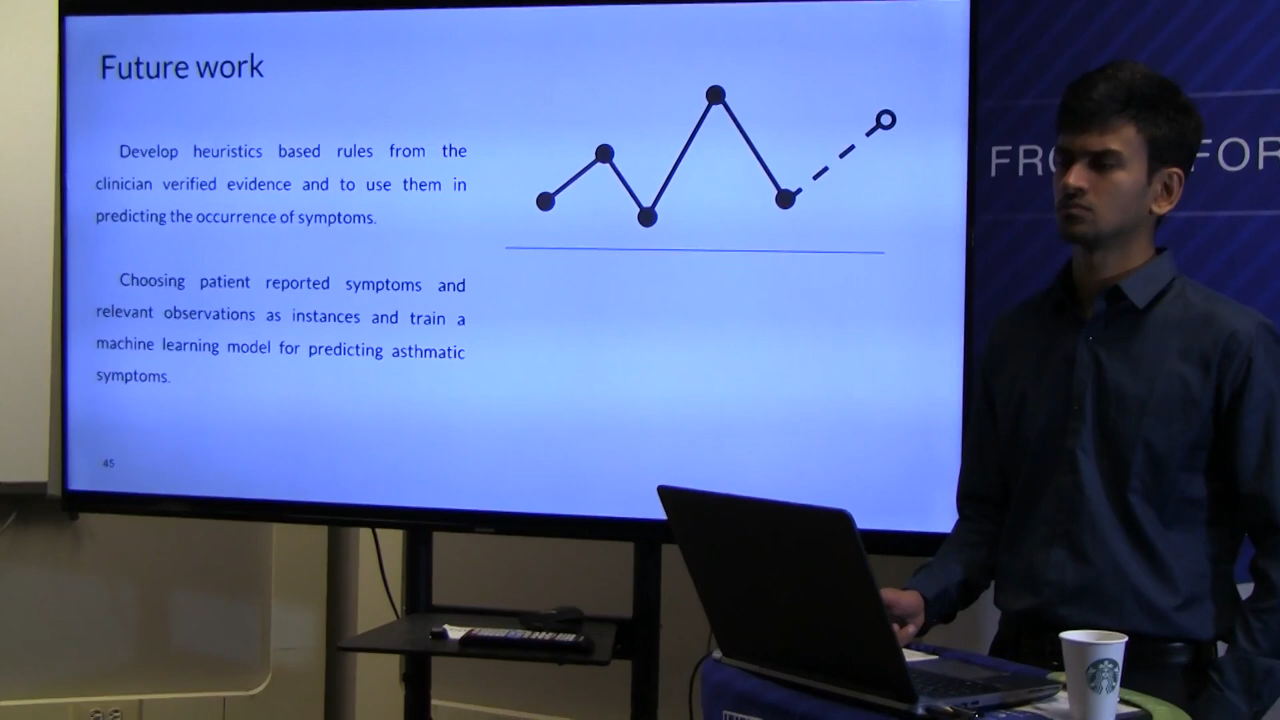 Future work
Develop heuristics based rules from the
clinician verified evidence and to use them in
predicting the occurrence of symptoms.
Choosing patient reported symptoms and
relevant observations as instances and train a
machine learning model for predicting asthmatic
symptoms.
45